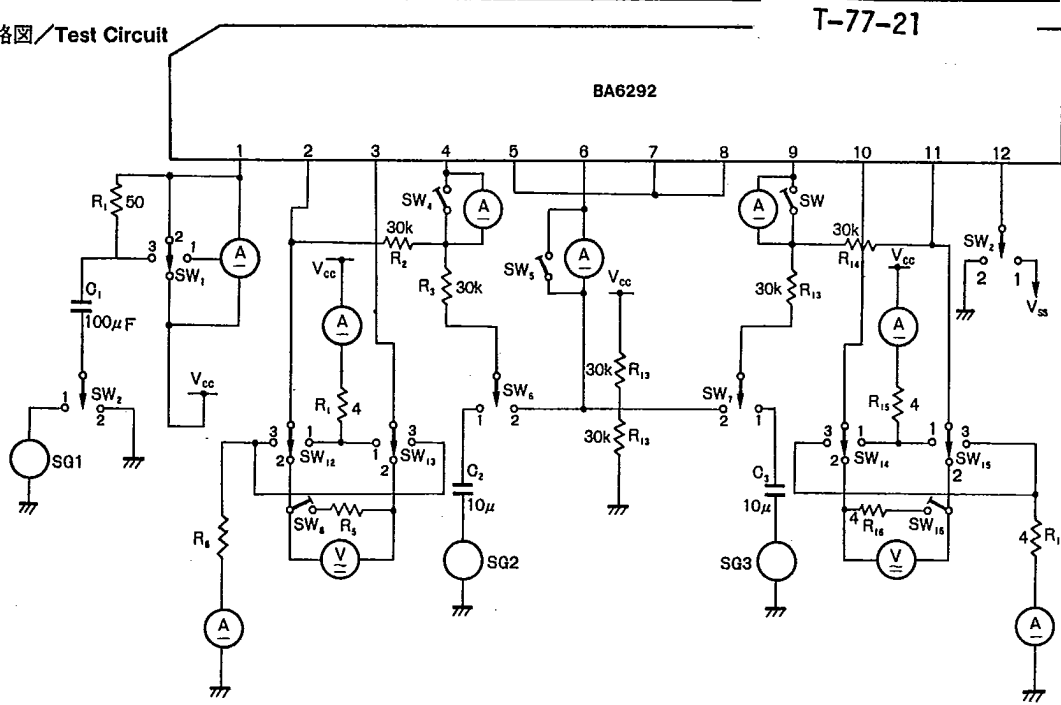 図／Test Circuit
T-77-21
BA6292
1 2 3 4 5 6 7 8 9 10 11 12
R₁ 50
3 2 1
SW₁
A
C₁
100μF
VCC
1 SW₂ 2
SG1
VCC
A
R₁ 4
3 1 2 SW₁₂
1 3 2 SW₁₃
SW₈ R₅
V
R₆
A
SW₄ A
30k
R₂
R₃ 30k
SW₆
1 2
C₂
10μ
SG2
SW₅ A
VCC
30k R₁₃
30k R₁₃
A SW
30k
R₁₄
30k R₁₃
SW₇
2 1
C₃
10μ
SG3
VCC
A
R₁₅ 4
3 1 2 SW₁₄
1 3 2 SW₁₅
4 R₁₆ SW₁₆
V
SW₂
2 1
VSS
4 R₁
A